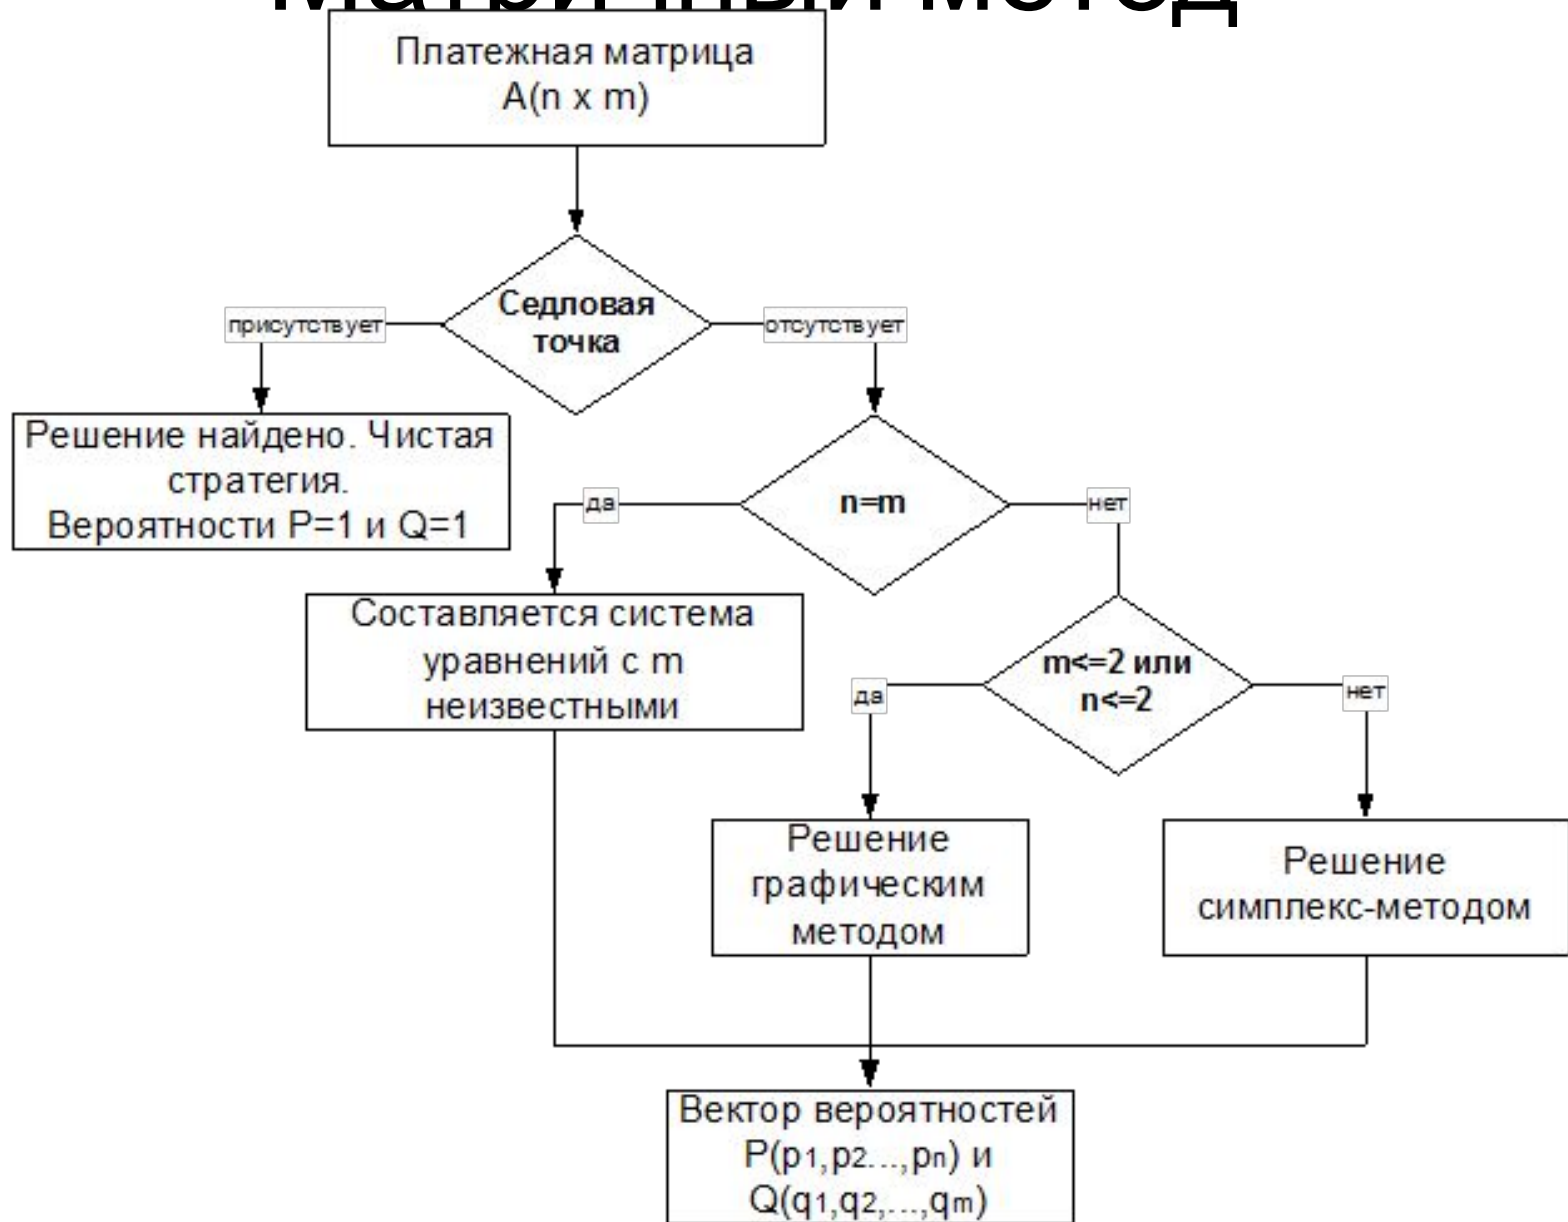 Матричный метод
Платежная матрица
A(n x m)
Седловая
точка
присутствует
отсутствует
Решение найдено. Чистая
стратегия.
Вероятности P=1 и Q=1
n=m
да
нет
Составляется система
уравнений с m
неизвестными
m<=2 или
n<=2
да
нет
Решение
графическим
методом
Решение
симплекс-методом
Вектор вероятностей
P(p1,p2...,pn) и
Q(q1,q2,...,qm)